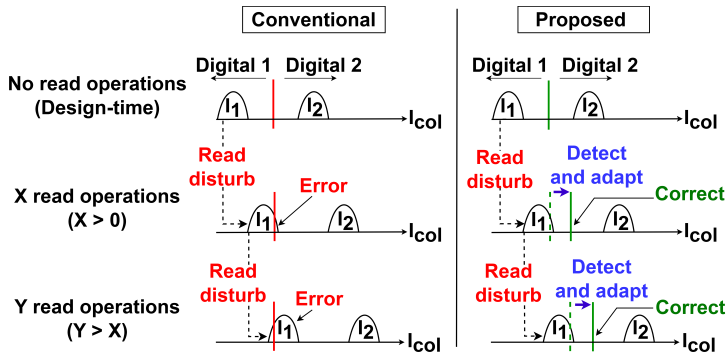 Conventional
Proposed
No read operations
(Design-time)
Digital 1
Digital 2
I1
I2
Icol
Digital 1
Digital 2
I1
I2
Icol
X read operations
(X > 0)
Read
disturb
Error
I1
I2
Icol
Read
disturb
Detect
and adapt
Correct
I1
I2
Icol
Y read operations
(Y > X)
Read
disturb
Error
I1
I2
Icol
Read
disturb
Detect
and adapt
Correct
I1
I2
Icol